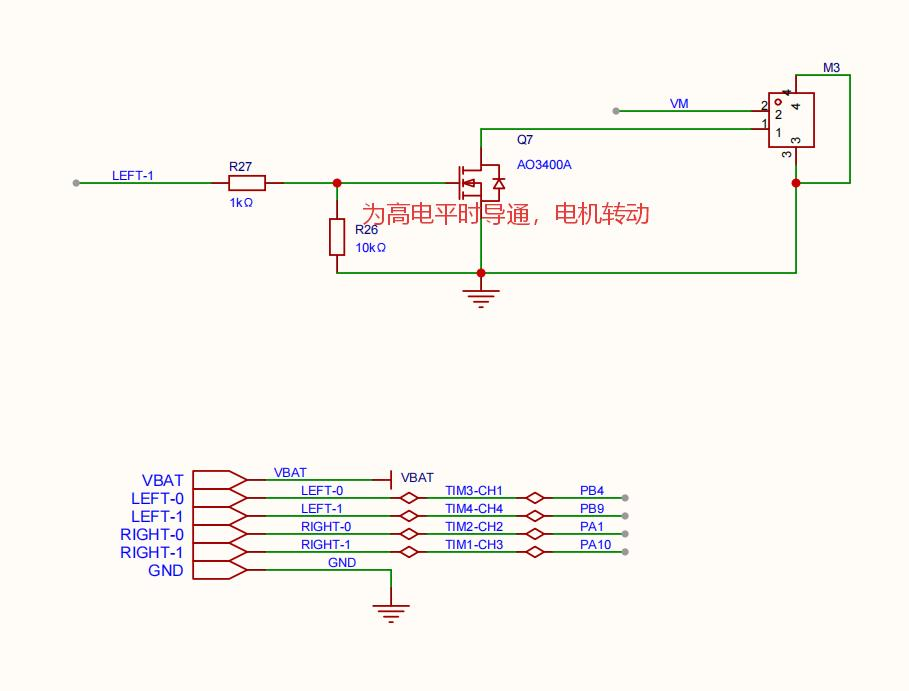 M3
4
VM
2
2
4
1
1
Q7
3
3
AO3400A
LEFT-1
R27
1kΩ
为高电平时导通，电机转动
R26
10kΩ
VBAT
VBAT
VBAT
LEFT-0
LEFT-0
TIM3-CH1
PB4
LEFT-1
LEFT-1
TIM4-CH4
PB9
RIGHT-0
RIGHT-0
TIM2-CH2
PA1
RIGHT-1
RIGHT-1
TIM1-CH3
PA10
GND
GND